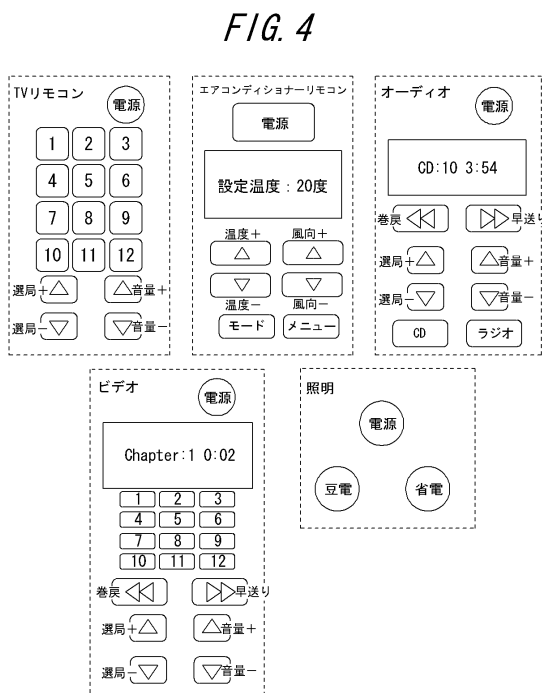 FIG. 4
TVリモコン
電源
1 2 3
4 5 6
7 8 9
10 11 12
選局+ 音量+
選局− 音量−
エアコンディショナーリモコン
電源
設定温度：20度
温度+ 風向+
温度− 風向−
モード メニュー
オーディオ
電源
CD:10 3:54
巻戻 早送り
選局+ 音量+
選局− 音量−
CD ラジオ
ビデオ
電源
Chapter:1 0:02
1 2 3
4 5 6
7 8 9
10 11 12
巻戻 早送り
選局+ 音量+
選局− 音量−
照明
電源
豆電 省電